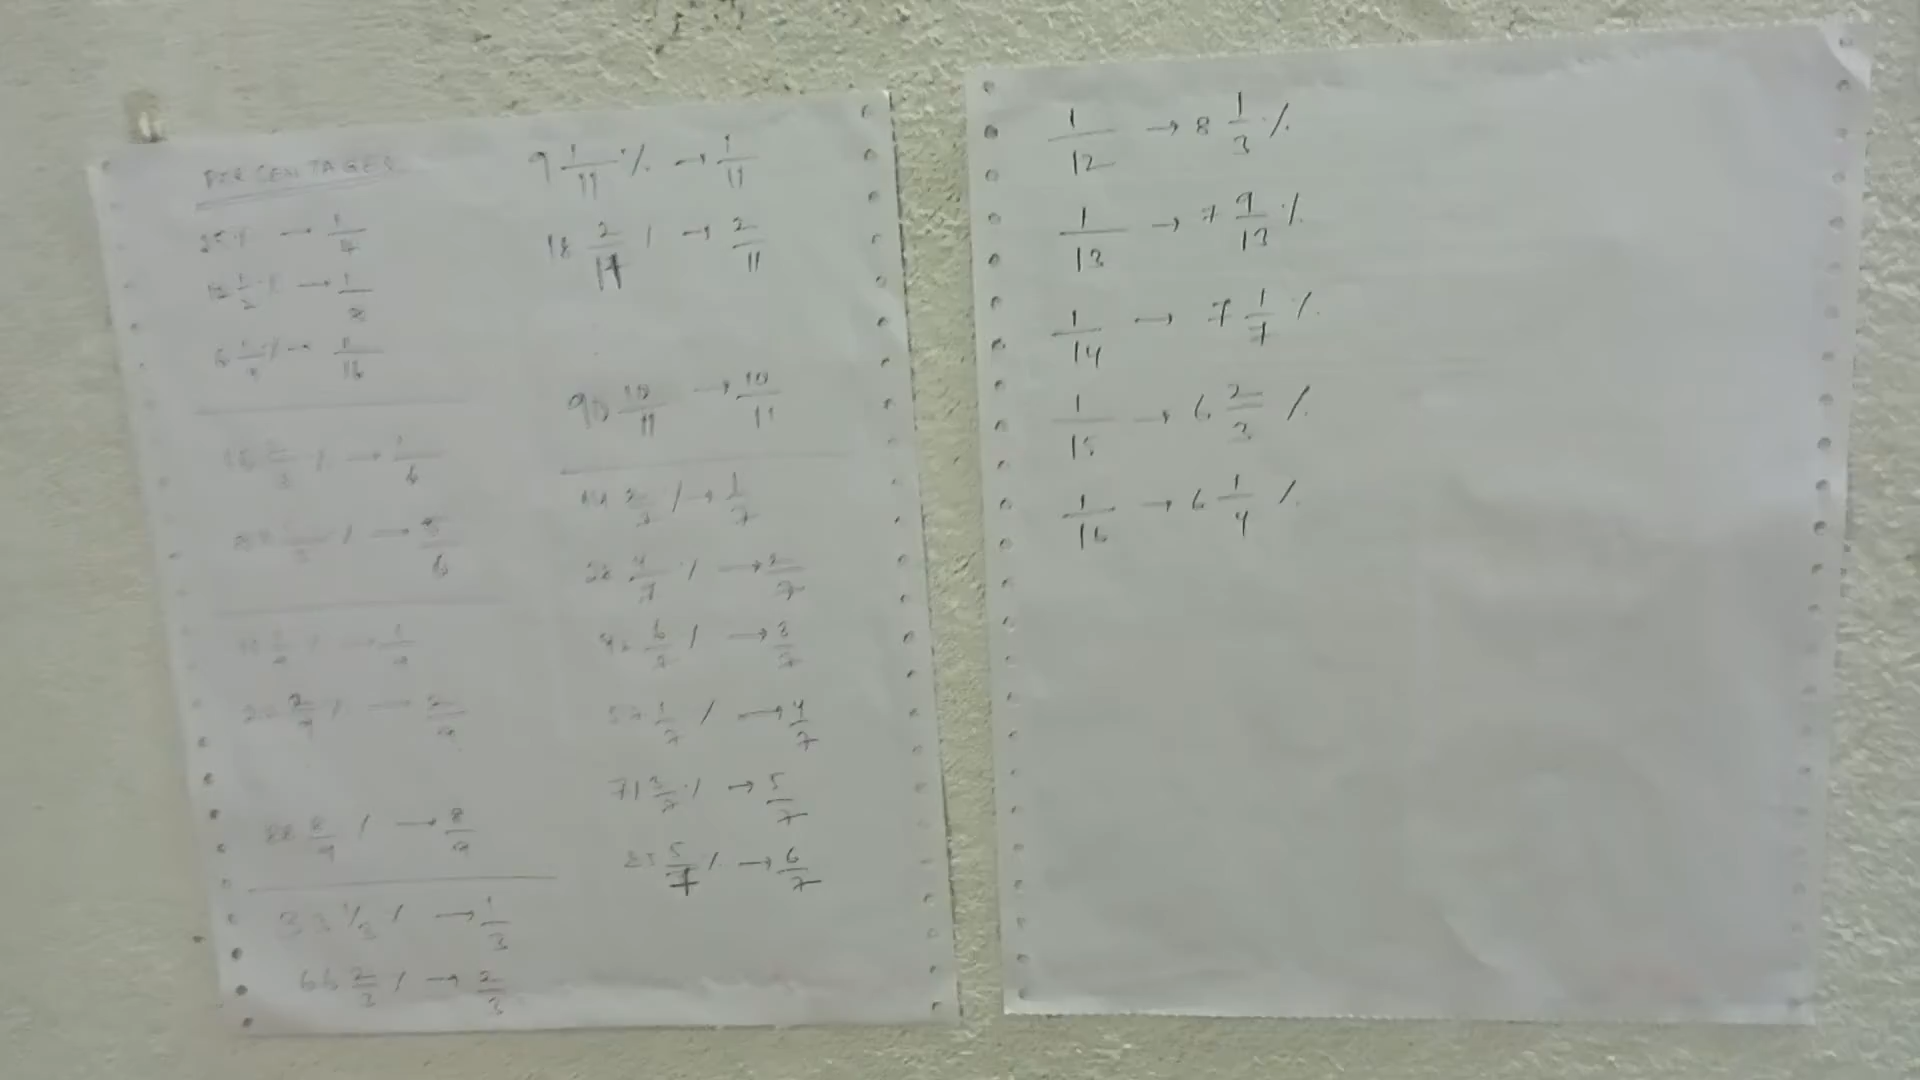 PERCENTAGES
25% → 1/4
12 1/2 % → 1/8
6 1/4 % → 1/16
16 2/3 % → 1/6
83 1/3 % → 5/6
11 1/9 % → 1/9
22 2/9 % → 2/9
88 8/9 % → 8/9
33 1/3 % → 1/3
66 2/3 % → 2/3
9 1/11 % → 1/11
18 2/11 % → 2/11
90 10/11 → 10/11
14 2/7 % → 1/7
28 4/7 % → 2/7
42 6/7 % → 3/7
57 1/7 % → 4/7
71 3/7 % → 5/7
85 5/7 % → 6/7
1/12 → 8 1/3 %
1/13 → 7 9/13 %
1/14 → 7 1/7 %
1/15 → 6 2/3 %
1/16 → 6 1/4 %